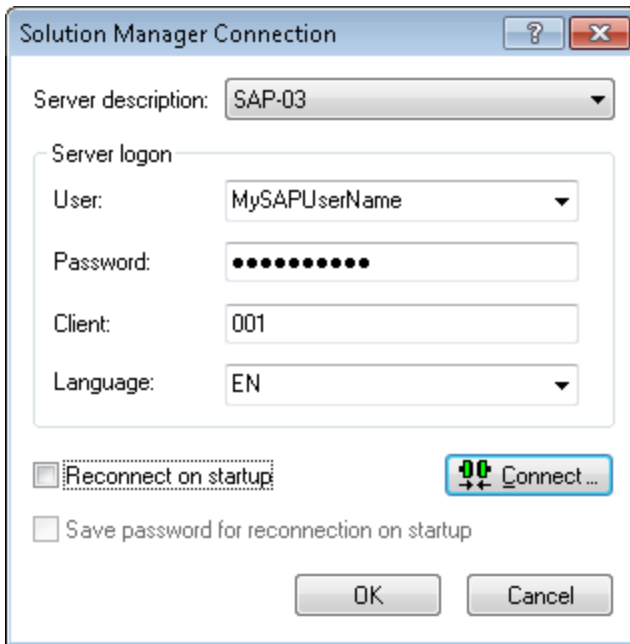 Solution Manager Connection
Server description: SAP-03
Server logon
User: MySAPUserName
Password: ●●●●●●●●●●
Client: 001
Language: EN
Reconnect on startup Connect ...
Save password for reconnection on startup
OK Cancel